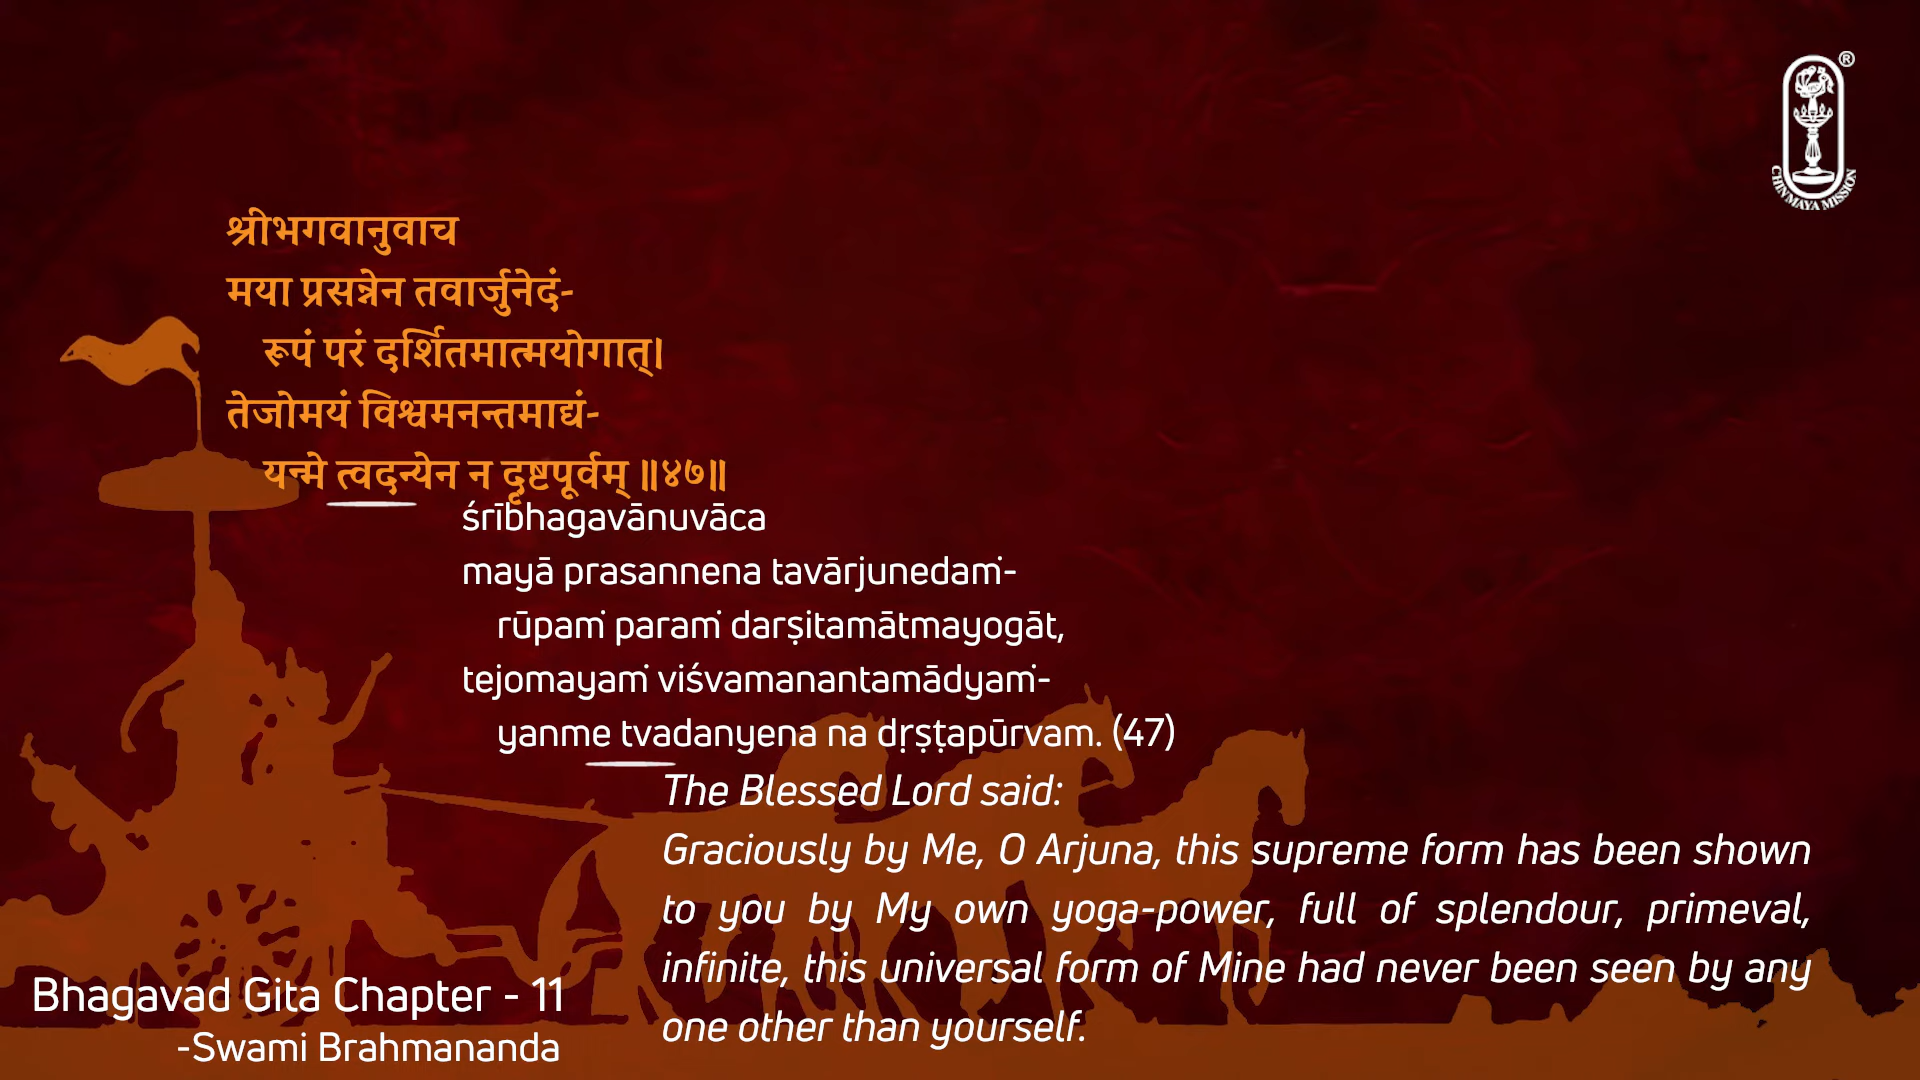 ®
CHINMAYA MISSION
श्रीभगवानुवाच
मया प्रसन्नेन तवार्जुनेदं-
रूपं परं दर्शितमात्मयोगात्।
तेजोमयं विश्वमनन्तमाद्यं-
यन्मे त्वदन्येन न दृष्टपूर्वम् ॥४७॥
śrībhagavānuvāca
mayā prasannena tavārjunedaṁ-
rūpaṁ paraṁ darṣitamātmayogāt,
tejomayaṁ viśvamanantamādyaṁ-
yanme tvadanyena na dṛṣṭapūrvam. (47)
The Blessed Lord said:
Graciously by Me, O Arjuna, this supreme form has been shown
to you by My own yoga-power, full of splendour, primeval,
infinite, this universal form of Mine had never been seen by any
one other than yourself.
Bhagavad Gita Chapter - 11
-Swami Brahmananda